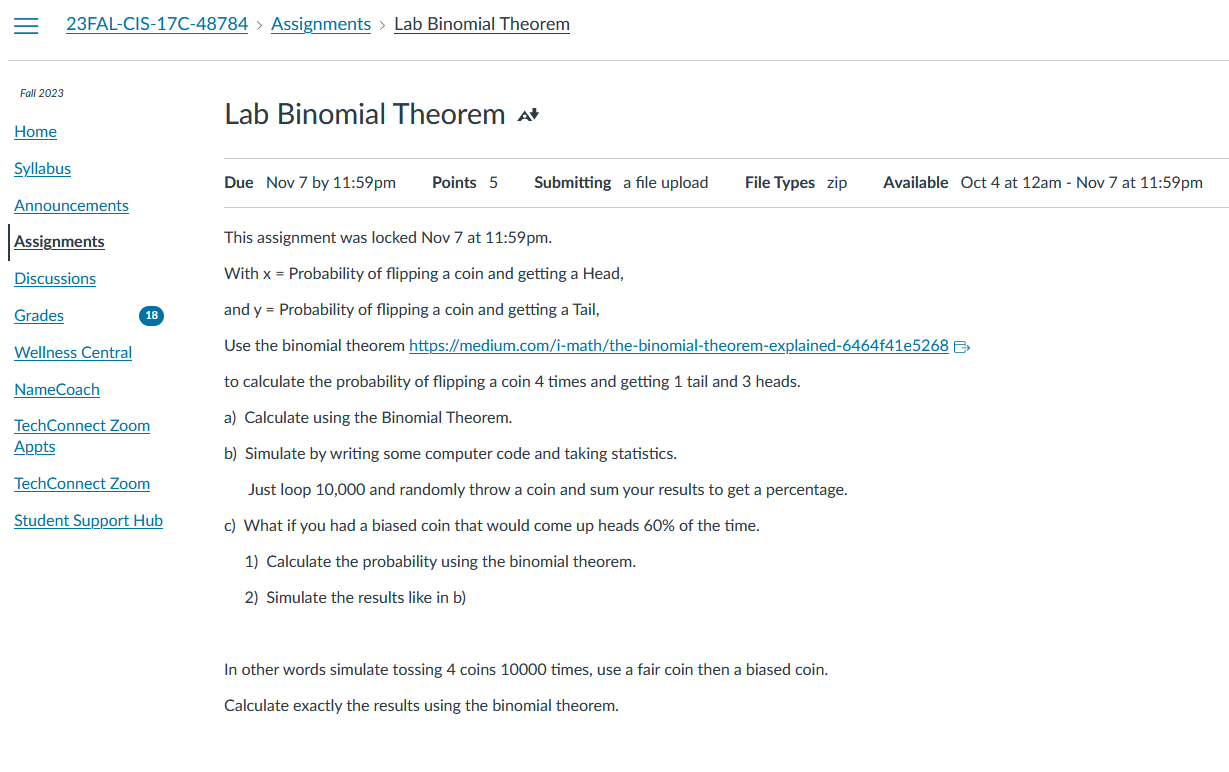 23FAL-CIS-17C-48784 > Assignments > Lab Binomial Theorem
Fall 2023
Home
Syllabus
Announcements
Assignments
Discussions
Grades 18
Wellness Central
NameCoach
TechConnect Zoom
Appts
TechConnect Zoom
Student Support Hub
Lab Binomial Theorem
Due Nov 7 by 11:59pm Points 5 Submitting a file upload File Types zip Available Oct 4 at 12am - Nov 7 at 11:59pm
This assignment was locked Nov 7 at 11:59pm.
With x = Probability of flipping a coin and getting a Head,
and y = Probability of flipping a coin and getting a Tail,
Use the binomial theorem https://medium.com/i-math/the-binomial-theorem-explained-6464f41e5268
to calculate the probability of flipping a coin 4 times and getting 1 tail and 3 heads.
a) Calculate using the Binomial Theorem.
b) Simulate by writing some computer code and taking statistics.
Just loop 10,000 and randomly throw a coin and sum your results to get a percentage.
c) What if you had a biased coin that would come up heads 60% of the time.
1) Calculate the probability using the binomial theorem.
2) Simulate the results like in b)
In other words simulate tossing 4 coins 10000 times, use a fair coin then a biased coin.
Calculate exactly the results using the binomial theorem.